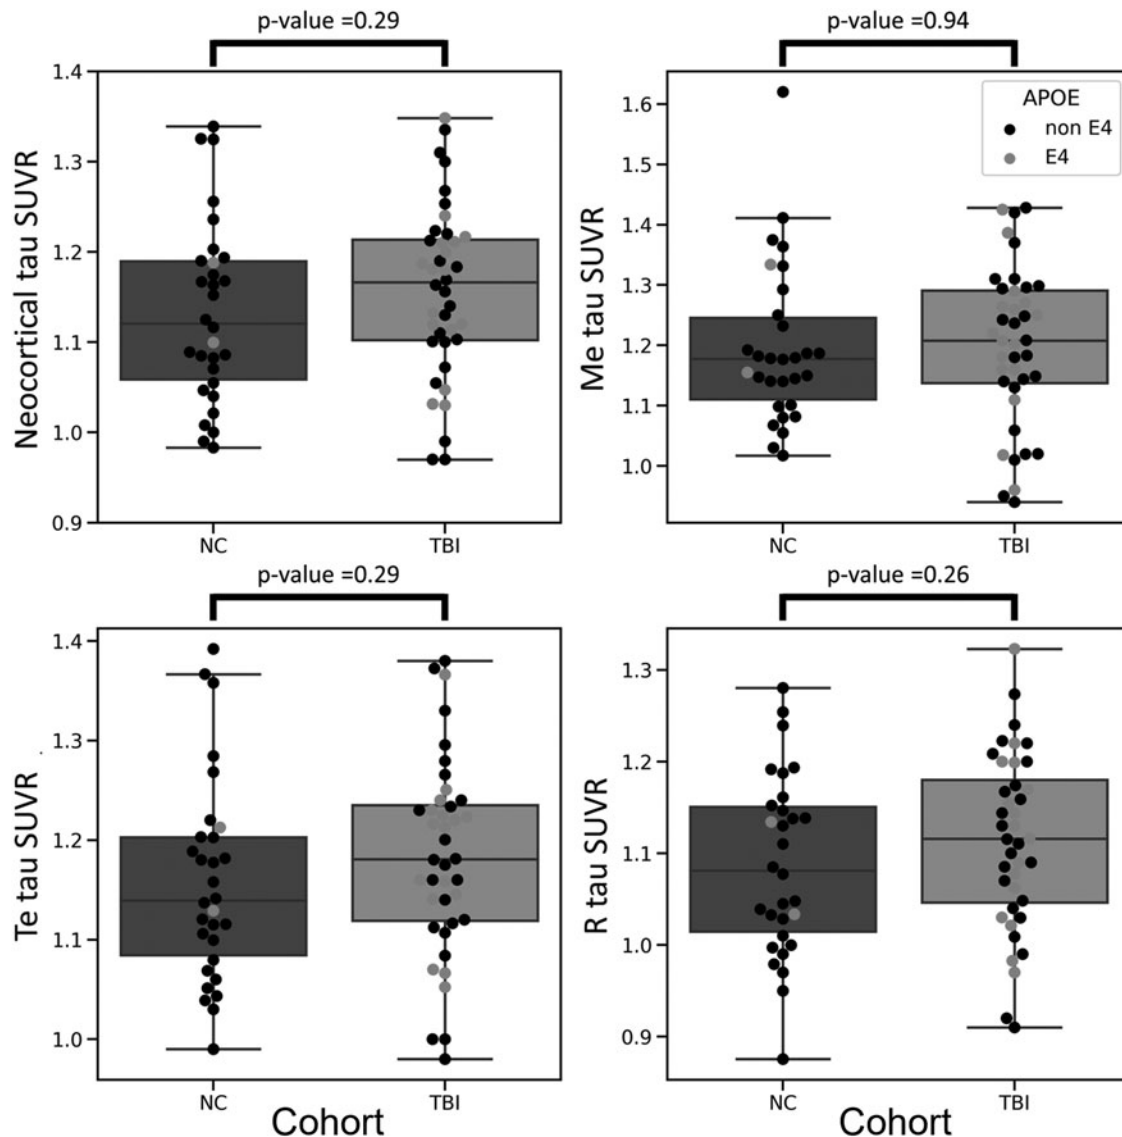 p-value =0.29
Neocortical tau SUVR
1.4
1.3
1.2
1.1
1.0
0.9
NC
TBI
p-value =0.94
Me tau SUVR
1.6
1.5
1.4
1.3
1.2
1.1
1.0
APOE
non E4
E4
NC
TBI
p-value =0.29
Te tau SUVR
1.4
1.3
1.2
1.1
1.0
NC
TBI
Cohort
p-value =0.26
R tau SUVR
1.3
1.2
1.1
1.0
0.9
NC
TBI
Cohort